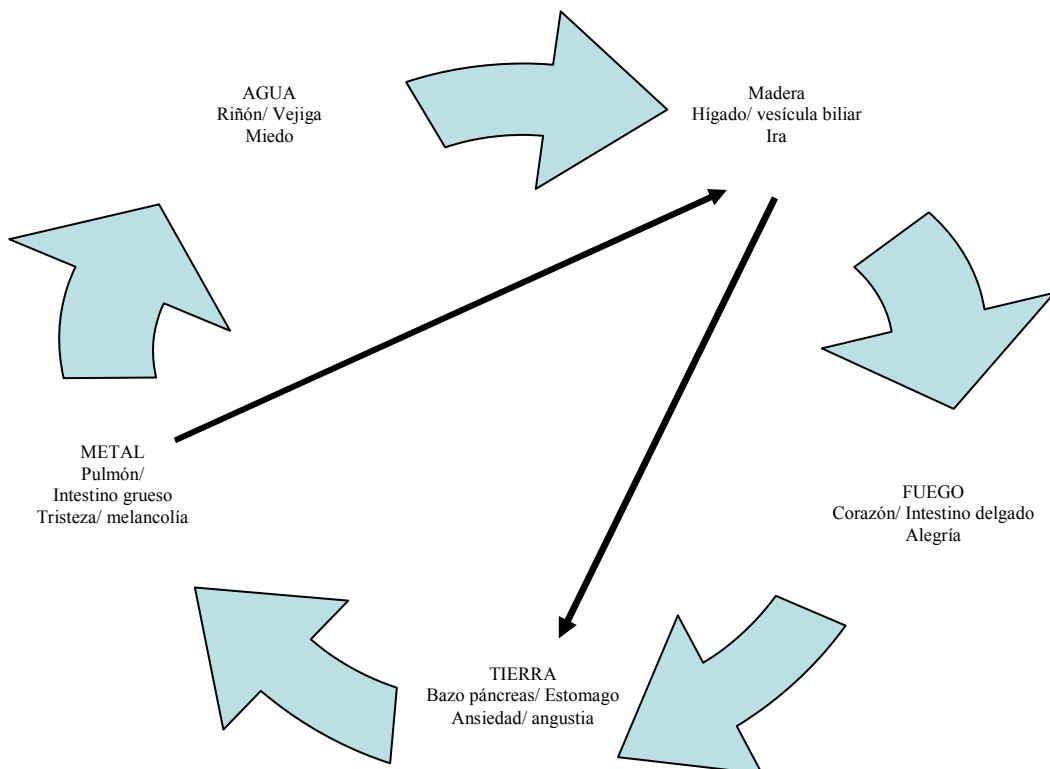 AGUA
Riñón/ Vejiga
Miedo
Madera
Hígado/ vesícula biliar
Ira
METAL
Pulmón/
Intestino grueso
Tristeza/ melancolía
FUEGO
Corazón/ Intestino delgado
Alegría
TIERRA
Bazo páncreas/ Estomago
Ansiedad/ angustia